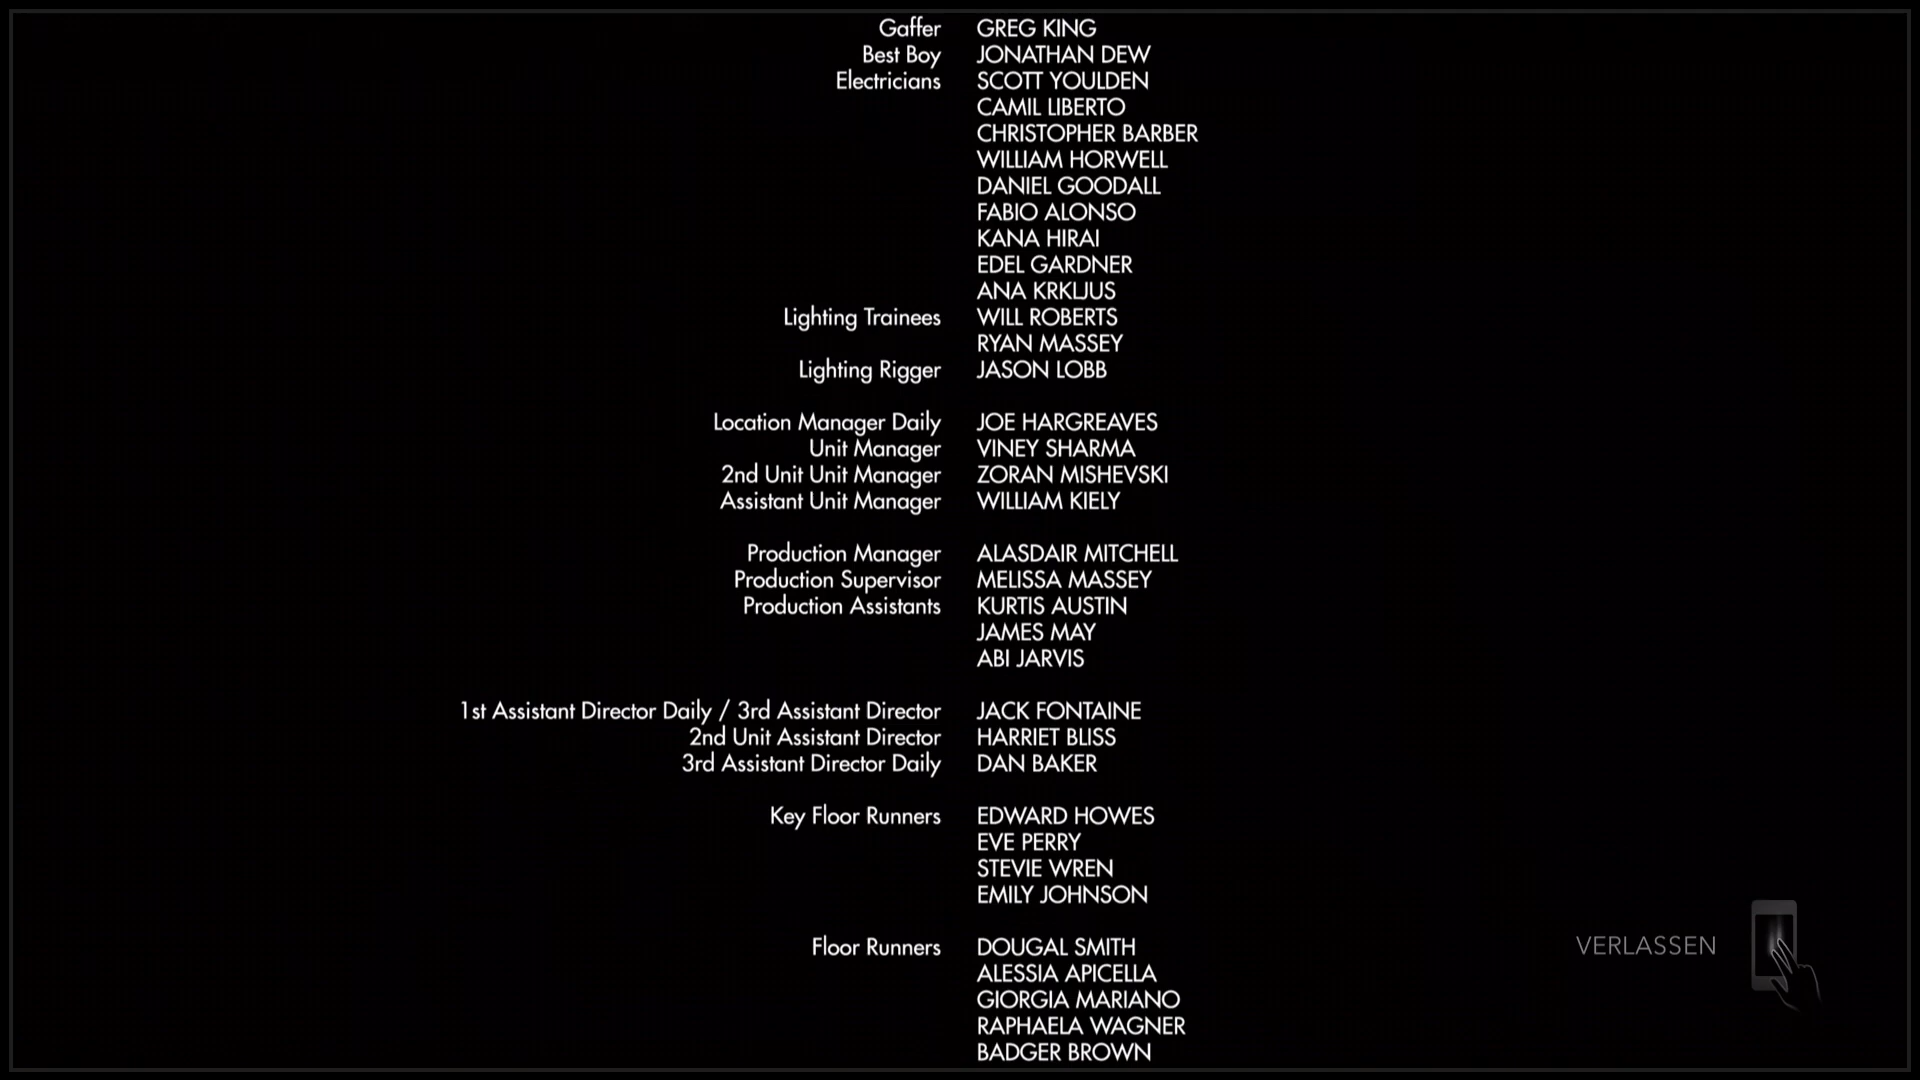 Gaffer GREG KING
Best Boy JONATHAN DEW
Electricians SCOTT YOULDEN
CAMIL LIBERTO
CHRISTOPHER BARBER
WILLIAM HORWELL
DANIEL GOODALL
FABIO ALONSO
KANA HIRAI
EDEL GARDNER
ANA KRKLJUS
Lighting Trainees WILL ROBERTS
RYAN MASSEY
Lighting Rigger JASON LOBB
Location Manager Daily JOE HARGREAVES
Unit Manager VINEY SHARMA
2nd Unit Unit Manager ZORAN MISHEVSKI
Assistant Unit Manager WILLIAM KIELY
Production Manager ALASDAIR MITCHELL
Production Supervisor MELISSA MASSEY
Production Assistants KURTIS AUSTIN
JAMES MAY
ABI JARVIS
1st Assistant Director Daily / 3rd Assistant Director JACK FONTAINE
2nd Unit Assistant Director HARRIET BLISS
3rd Assistant Director Daily DAN BAKER
Key Floor Runners EDWARD HOWES
EVE PERRY
STEVIE WREN
EMILY JOHNSON
Floor Runners DOUGAL SMITH
VERLASSEN
ALESSIA APICELLA
GIORGIA MARIANO
RAPHAELA WAGNER
BADGER BROWN